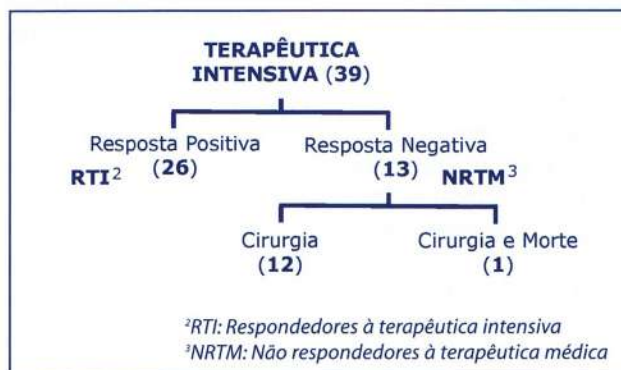 TERAPÊUTICA
INTENSIVA (39)
Resposta Positiva
(26)
RTI²
Resposta Negativa
(13)
NRTM³
Cirurgia
(12)
Cirurgia e Morte
(1)
²RTI: Respondedores à terapêutica intensiva
³NRTM: Não respondedores à terapêutica médica